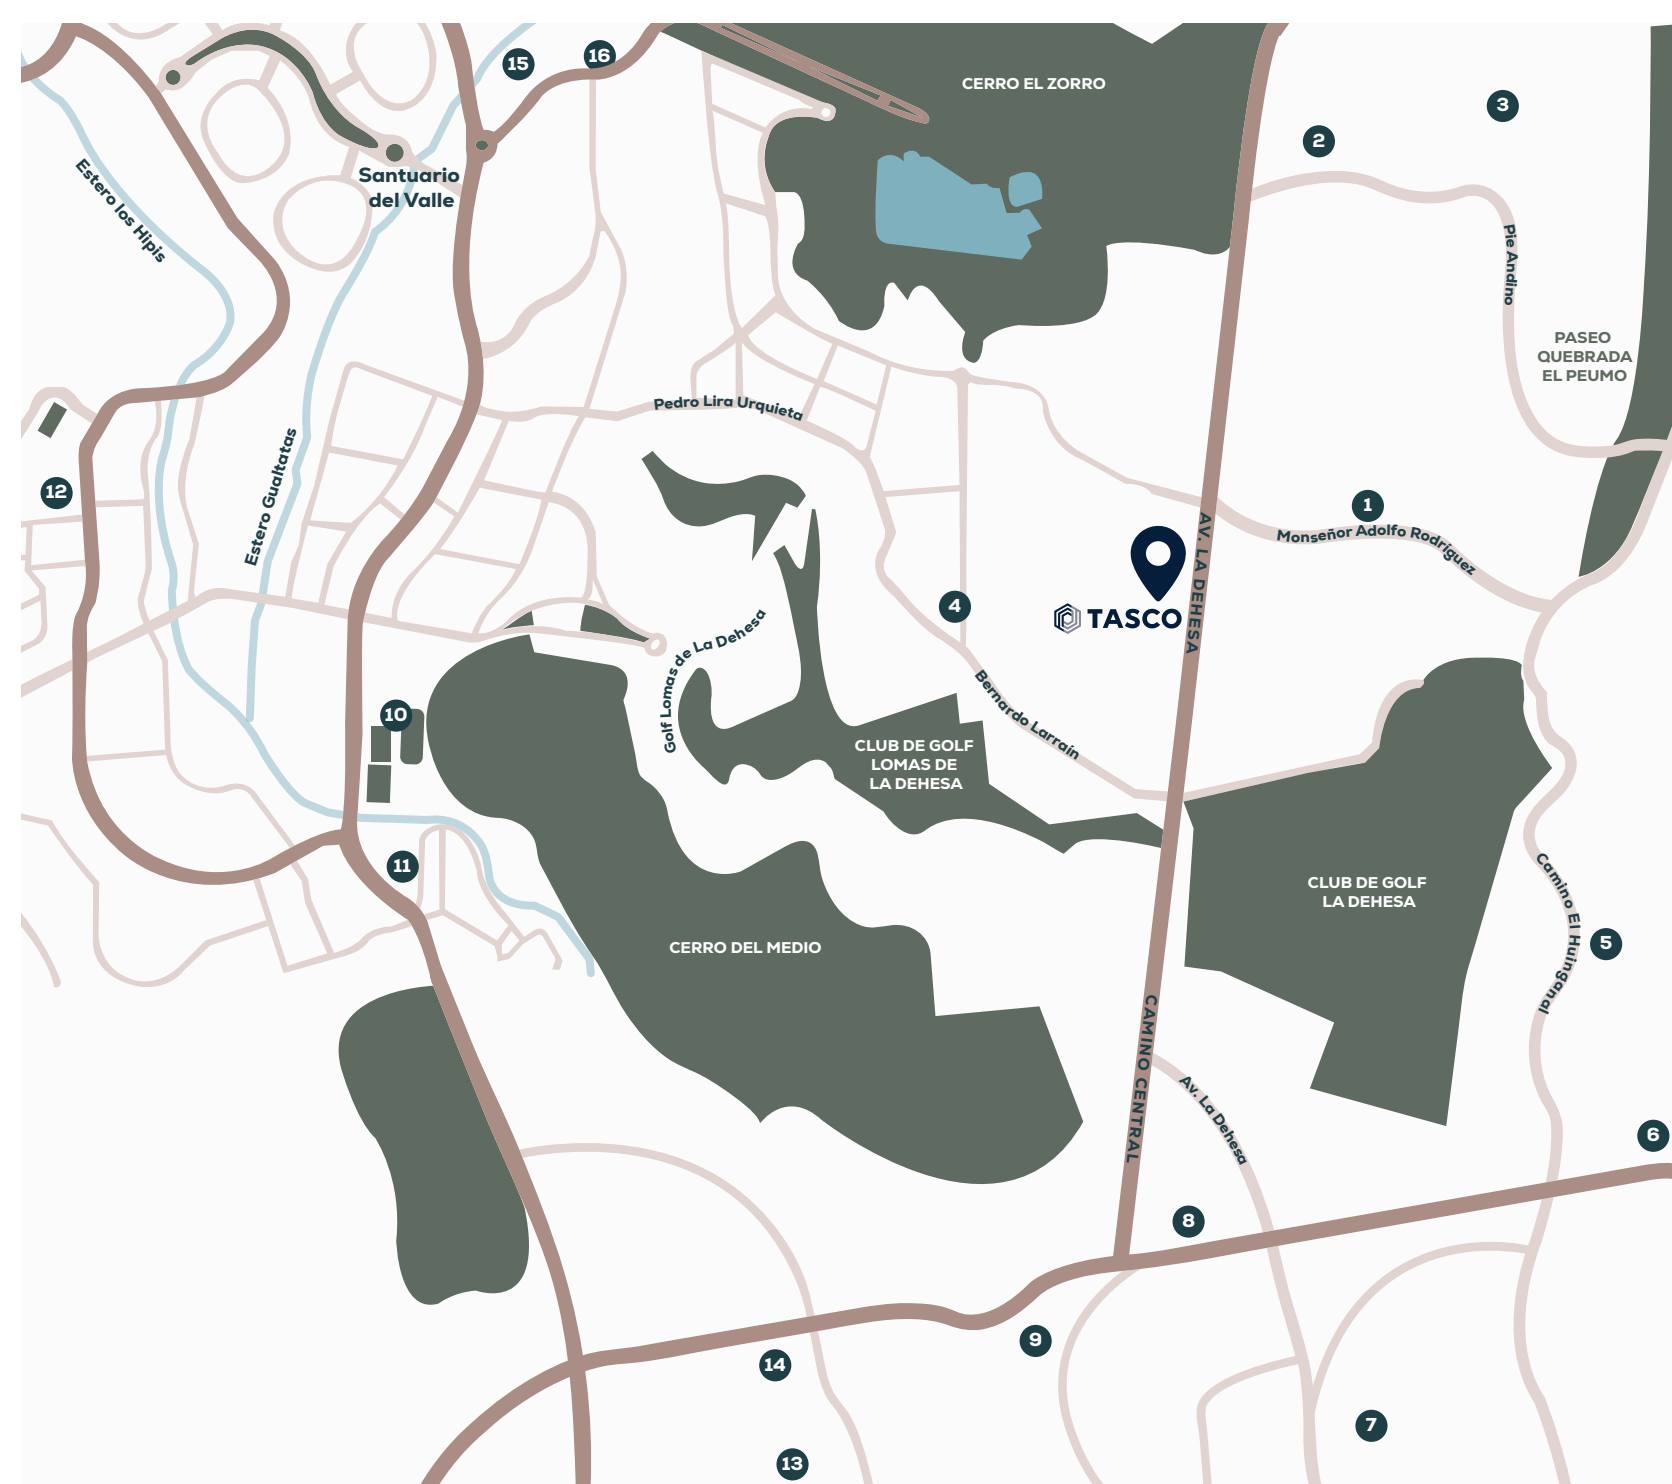 15
16
CERRO EL ZORRO
3
2
Estero los Hipis
Santuario
del Valle
Pie Andino
PASEO
QUEBRADA
EL PEUMO
Pedro Lira Urquieta
12
Estero Gualtatas
1
Monseñor Adolfo Rodríguez
AV. LA DEHESA
4
TASCO
Golf Lomas de La Dehesa
Bernardo Larraín
10
CLUB DE GOLF
LOMAS DE
LA DEHESA
11
CLUB DE GOLF
LA DEHESA
Camino El Huinganal
5
CERRO DEL MEDIO
CAMINO CENTRAL
Av. La Dehesa
6
8
9
14
7
13